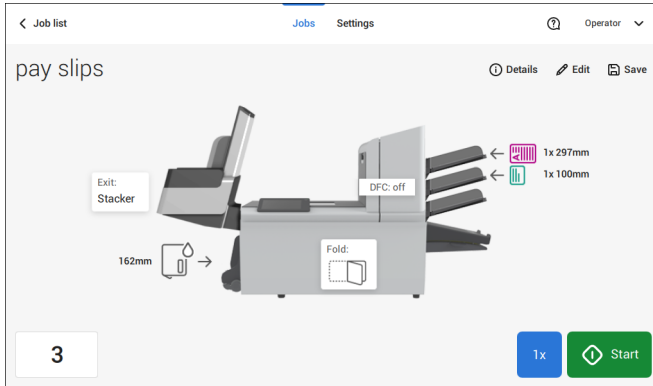 Job list
Jobs
Settings
Operator
pay slips
Details
Edit
Save
1x 297mm
1x 100mm
DFC: off
Exit:
Stacker
Fold:
162mm
3
1x
Start